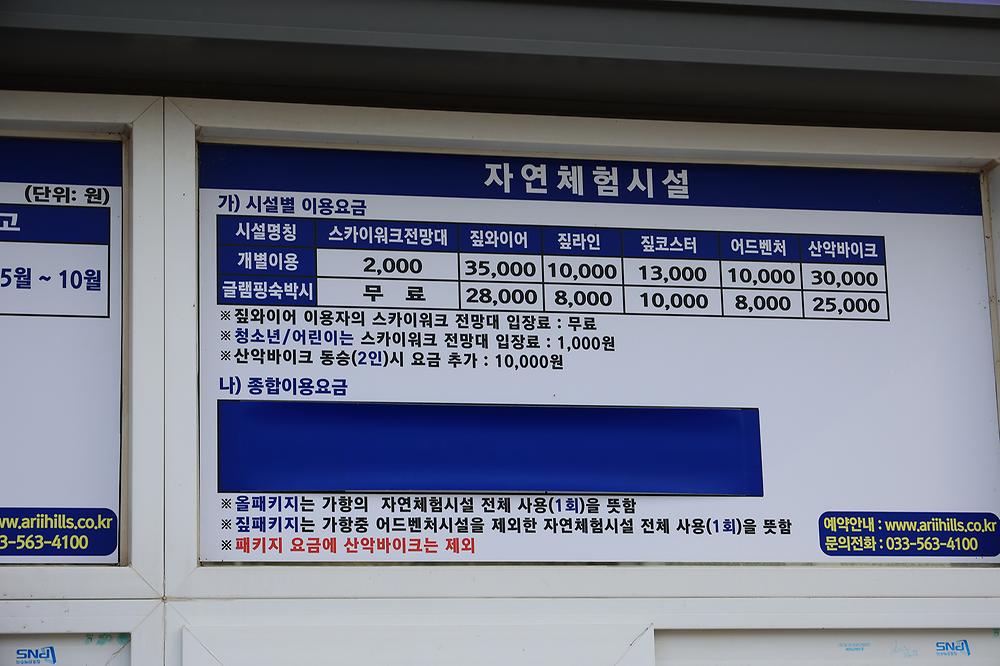 (단위: 원)
고
5월 ~ 10월
ww.ariihills.co.kr
3-563-4100
자연체험시설
가) 시설별 이용요금
시설명칭 스카이워크전망대 짚와이어 짚라인 짚코스터 어드벤처 산악바이크
개별이용 2,000 35,000 10,000 13,000 10,000 30,000
글램핑숙박시 무 료 28,000 8,000 10,000 8,000 25,000
※짚와이어 이용자의 스카이워크 전망대 입장료 : 무료
※청소년/어린이는 스카이워크 전망대 입장료 : 1,000원
※산악바이크 동승(2인)시 요금 추가 : 10,000원
나) 종합이용요금
※올패키지는 가항의 자연체험시설 전체 사용(1회)을 뜻함
※짚패키지는 가항중 어드벤처시설을 제외한 자연체험시설 전체 사용(1회)을 뜻함
※패키지 요금에 산악바이크는 제외
예약안내 : www.ariihills.co.kr
문의전화 : 033-563-4100